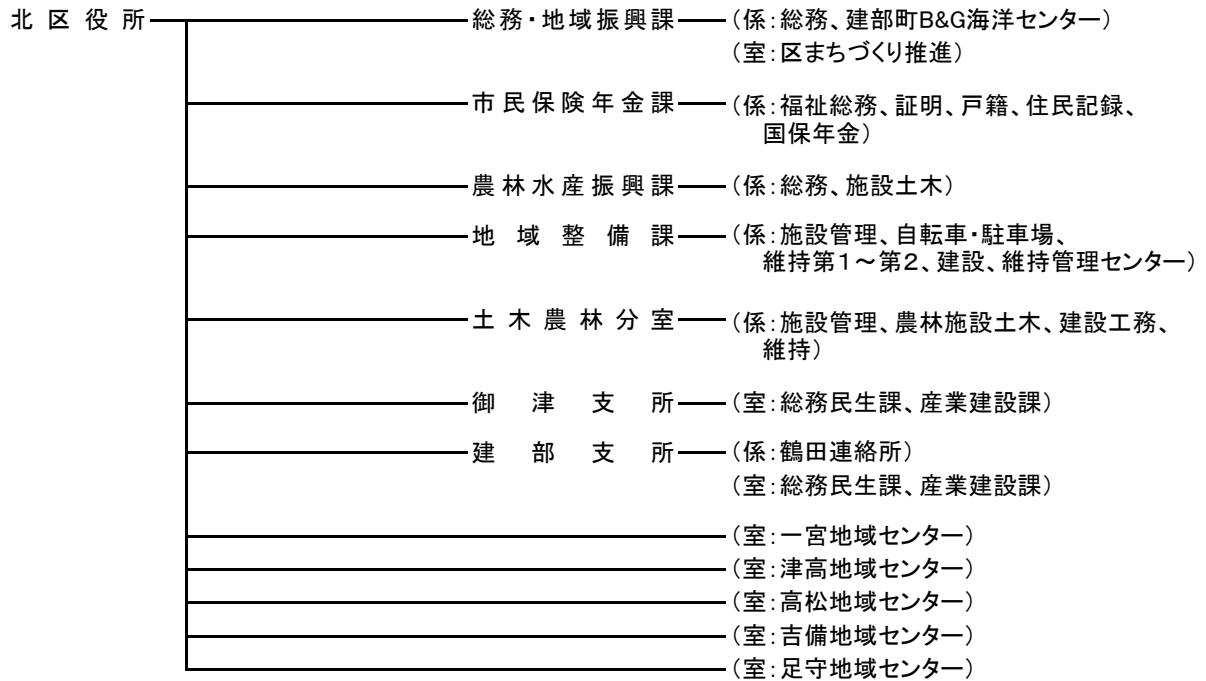 北区役所 総務・地域振興課 (係:総務、建部町B&G海洋センター)
(室:区まちづくり推進)
市民保険年金課 (係:福祉総務、証明、戸籍、住民記録、
国保年金)
農林水産振興課 (係:総務、施設土木)
地域整備課 (係:施設管理、自転車・駐車場、
維持第1～第2、建設、維持管理センター)
土木農林分室 (係:施設管理、農林施設土木、建設工務、
維持)
御津支所 (室:総務民生課、産業建設課)
建部支所 (係:鶴田連絡所)
(室:総務民生課、産業建設課)
(室:一宮地域センター)
(室:津高地域センター)
(室:高松地域センター)
(室:吉備地域センター)
(室:足守地域センター)